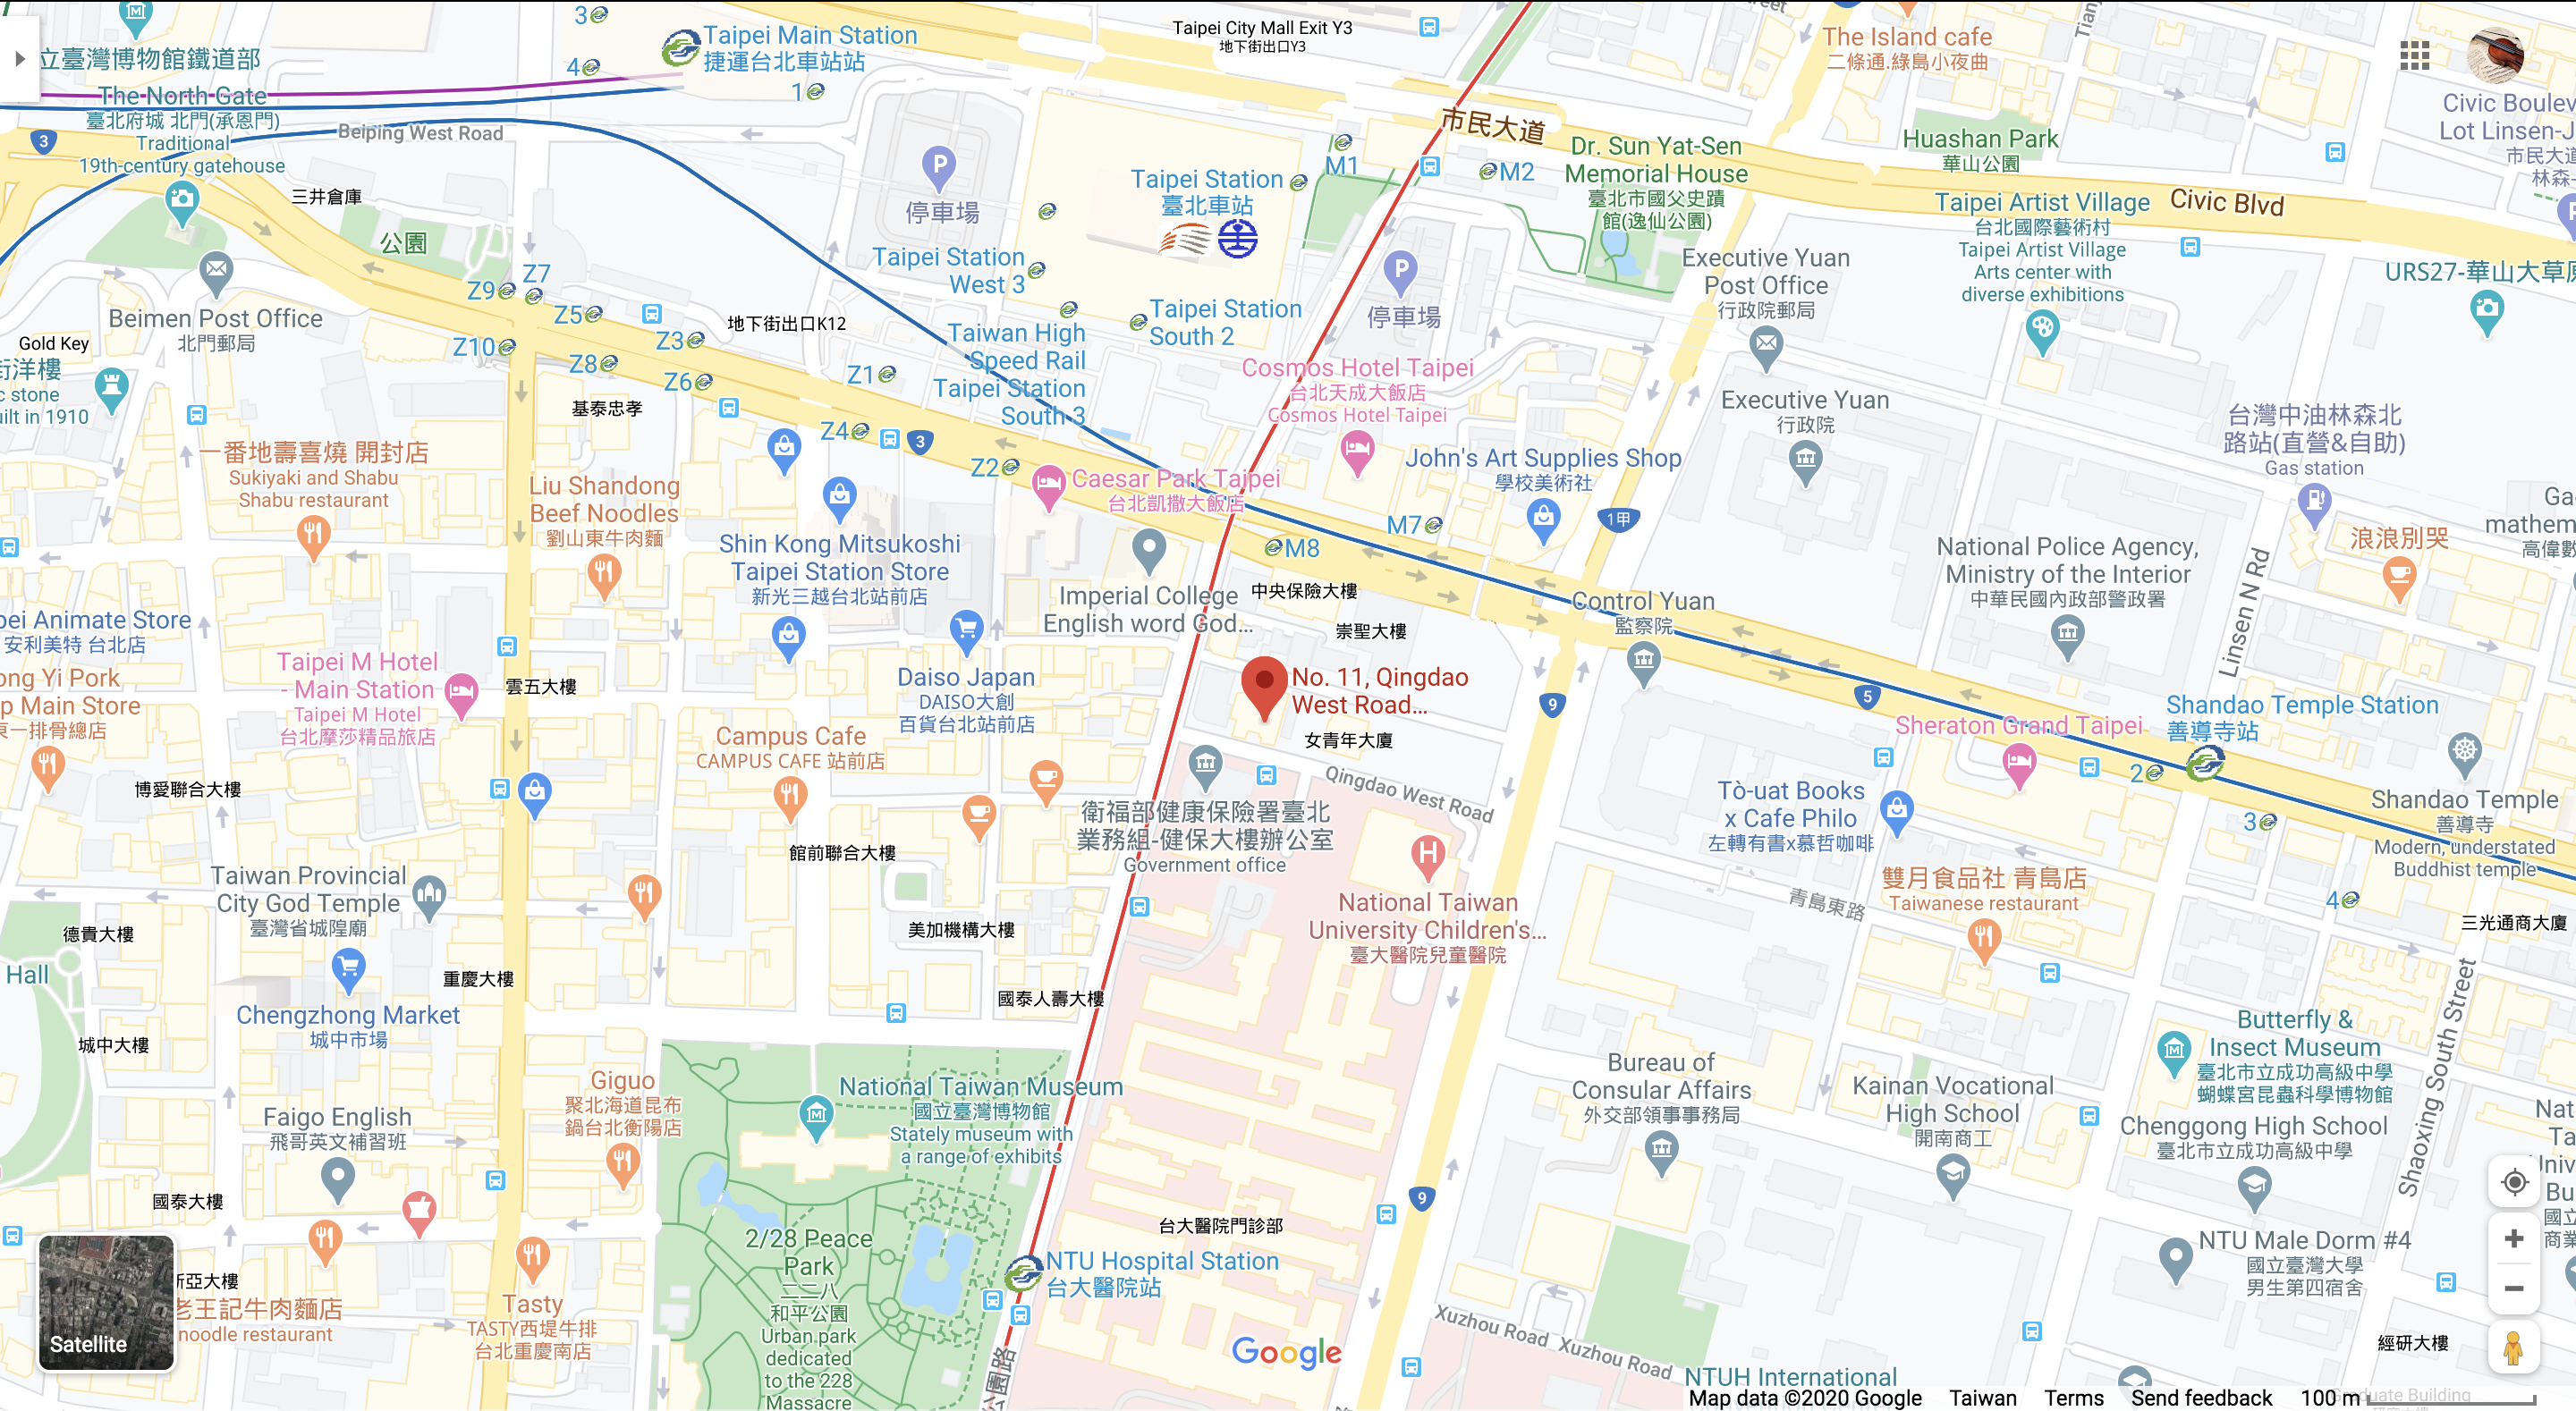 3
Taipei Main Station
捷運台北車站站
4
1
Taipei City Mall Exit Y3
地下街出口Y3
The Island cafe
二條通.綠島小夜曲
立臺灣博物館鐵道部
The North Gate
臺北府城 北門(承恩門)
Traditional
19th-century gatehouse
3
Beiping West Road
三井倉庫
公園
P
停車場
Taipei Station
臺北車站
M1
市民大道
M2
Dr. Sun Yat-Sen
Memorial House
臺北市國父史蹟
館(逸仙公園)
Huashan Park
華山公園
Civic Boulev
Lot Linsen-J
市民大道
林森-
Taipei Artist Village
台北國際藝術村
Taipei Artist Village
Arts center with
diverse exhibitions
Civic Blvd
URS27-華山大草原
Beimen Post Office
北門郵局
Z9
Z7
Z5
Z10
Z3
Z8
Z6
Z1
Z4
Z2
3
地下街出口K12
Taipei Station
West 3
Taipei Station
South 2
Taiwan High
Speed Rail
Taipei Station
South 3
P
停車場
Executive Yuan
Post Office
行政院郵局
Executive Yuan
行政院
Gold Key
街洋樓
c stone
uilt in 1910
基泰忠孝
Cosmos Hotel Taipei
台北天成大飯店
Cosmos Hotel Taipei
John's Art Supplies Shop
學校美術社
台灣中油林森北
路站(直營&自助)
Gas station
一番地壽喜燒 開封店
Sukiyaki and Shabu
Shabu restaurant
Liu Shandong
Beef Noodles
劉山東牛肉麵
Caesar Park Taipei
台北凱撒大飯店
M7
M8
1甲
Shin Kong Mitsukoshi
Taipei Station Store
新光三越台北站前店
Imperial College
English word God...
中央保險大樓
崇聖大樓
Control Yuan
監察院
National Police Agency,
Ministry of the Interior
中華民國內政部警政署
Linsen N Rd
浪浪別哭
Ga
mathem
高偉數
pei Animate Store
安利美特 台北店
ong Yi Pork
p Main Store
東一排骨總店
Taipei M Hotel
- Main Station
Taipei M Hotel
台北摩莎精品旅店
雲五大樓
Daiso Japan
DAISO大創
百貨台北站前店
No. 11, Qingdao
West Road...
女青年大廈
9
5
Shandao Temple Station
善導寺站
Sheraton Grand Taipei
2
3
4
Shandao Temple
善導寺
Modern, understated
Buddhist temple
Campus Cafe
CAMPUS CAFE 站前店
博愛聯合大樓
館前聯合大樓
Qingdao West Road
衛福部健康保險署臺北
業務組-健保大樓辦公室
Government office
H
National Taiwan
University Children's...
臺大醫院兒童醫院
Tò-uat Books
x Cafe Philo
左轉有書x慕哲咖啡
青島東路
雙月食品社 青島店
Taiwanese restaurant
三光通商大廈
Taiwan Provincial
City God Temple
臺灣省城隍廟
德貴大樓
Hall
重慶大樓
美加機構大樓
國泰人壽大樓
Chengzhong Market
城中市場
城中大樓
Butterfly &
Insect Museum
臺北市立成功高級中學
蝴蝶宮昆蟲科學博物館
Shaoxing South Street
Bureau of
Consular Affairs
外交部領事事務局
Kainan Vocational
High School
開南商工
Chenggong High School
臺北市立成功高級中學
Giguo
聚北海道昆布
鍋台北衡陽店
National Taiwan Museum
國立臺灣博物館
Stately museum with
a range of exhibits
Faigo English
飛哥英文補習班
國泰大樓
9
台大醫院門診部
2/28 Peace
Park
二二八
和平公園
Urban park
dedicated
to the 228
Massacre
NTU Hospital Station
台大醫院站
NTU Male Dorm #4
國立臺灣大學
男生第四宿舍
Nat
Ta
Univ
Bu
國立
商業
新亞大樓
老王記牛肉麵店
noodle restaurant
Satellite
Tasty
TASTY西堤牛排
台北重慶南店
公園路
Google
Xuzhou Road
Xuzhou Road
經研大樓
NTUH International
Map data ©2020 Google
Taiwan
Terms
Send feedback
100 m
Graduate Building